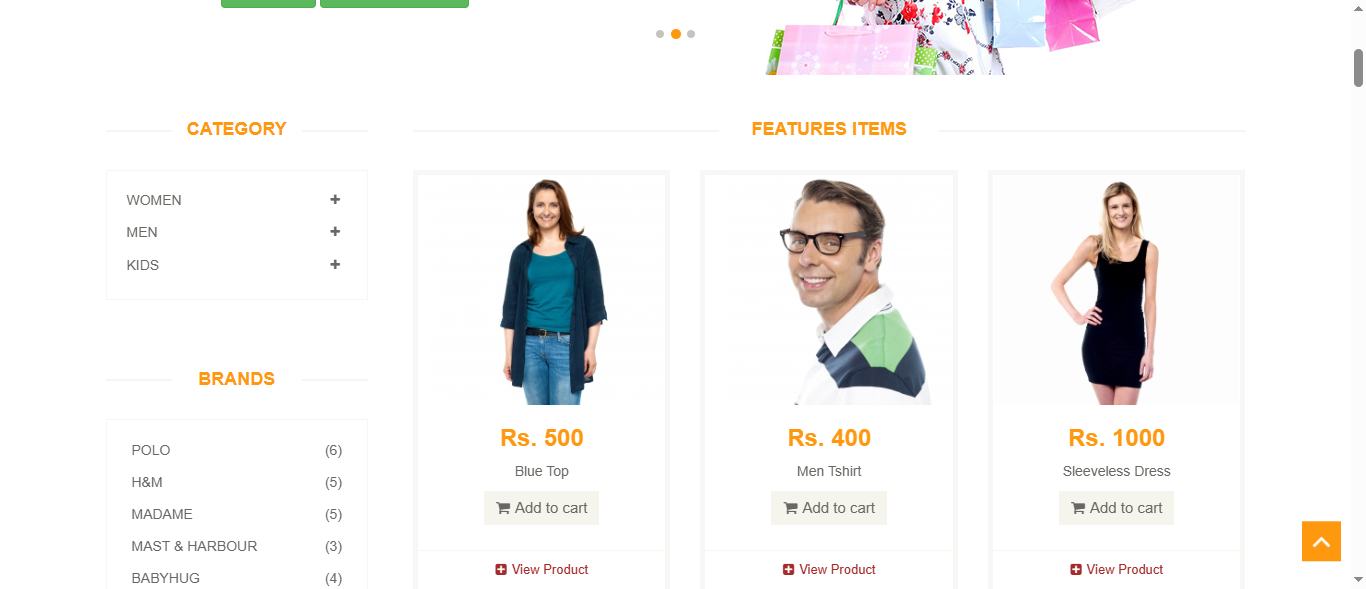 CATEGORY
WOMEN
MEN
KIDS
BRANDS
POLO (6)
H&M (5)
MADAME (5)
MAST & HARBOUR (3)
BABYHUG (4)
FEATURES ITEMS
Rs. 500
Blue Top
Add to cart
View Product
Rs. 400
Men Tshirt
Add to cart
View Product
Rs. 1000
Sleeveless Dress
Add to cart
View Product